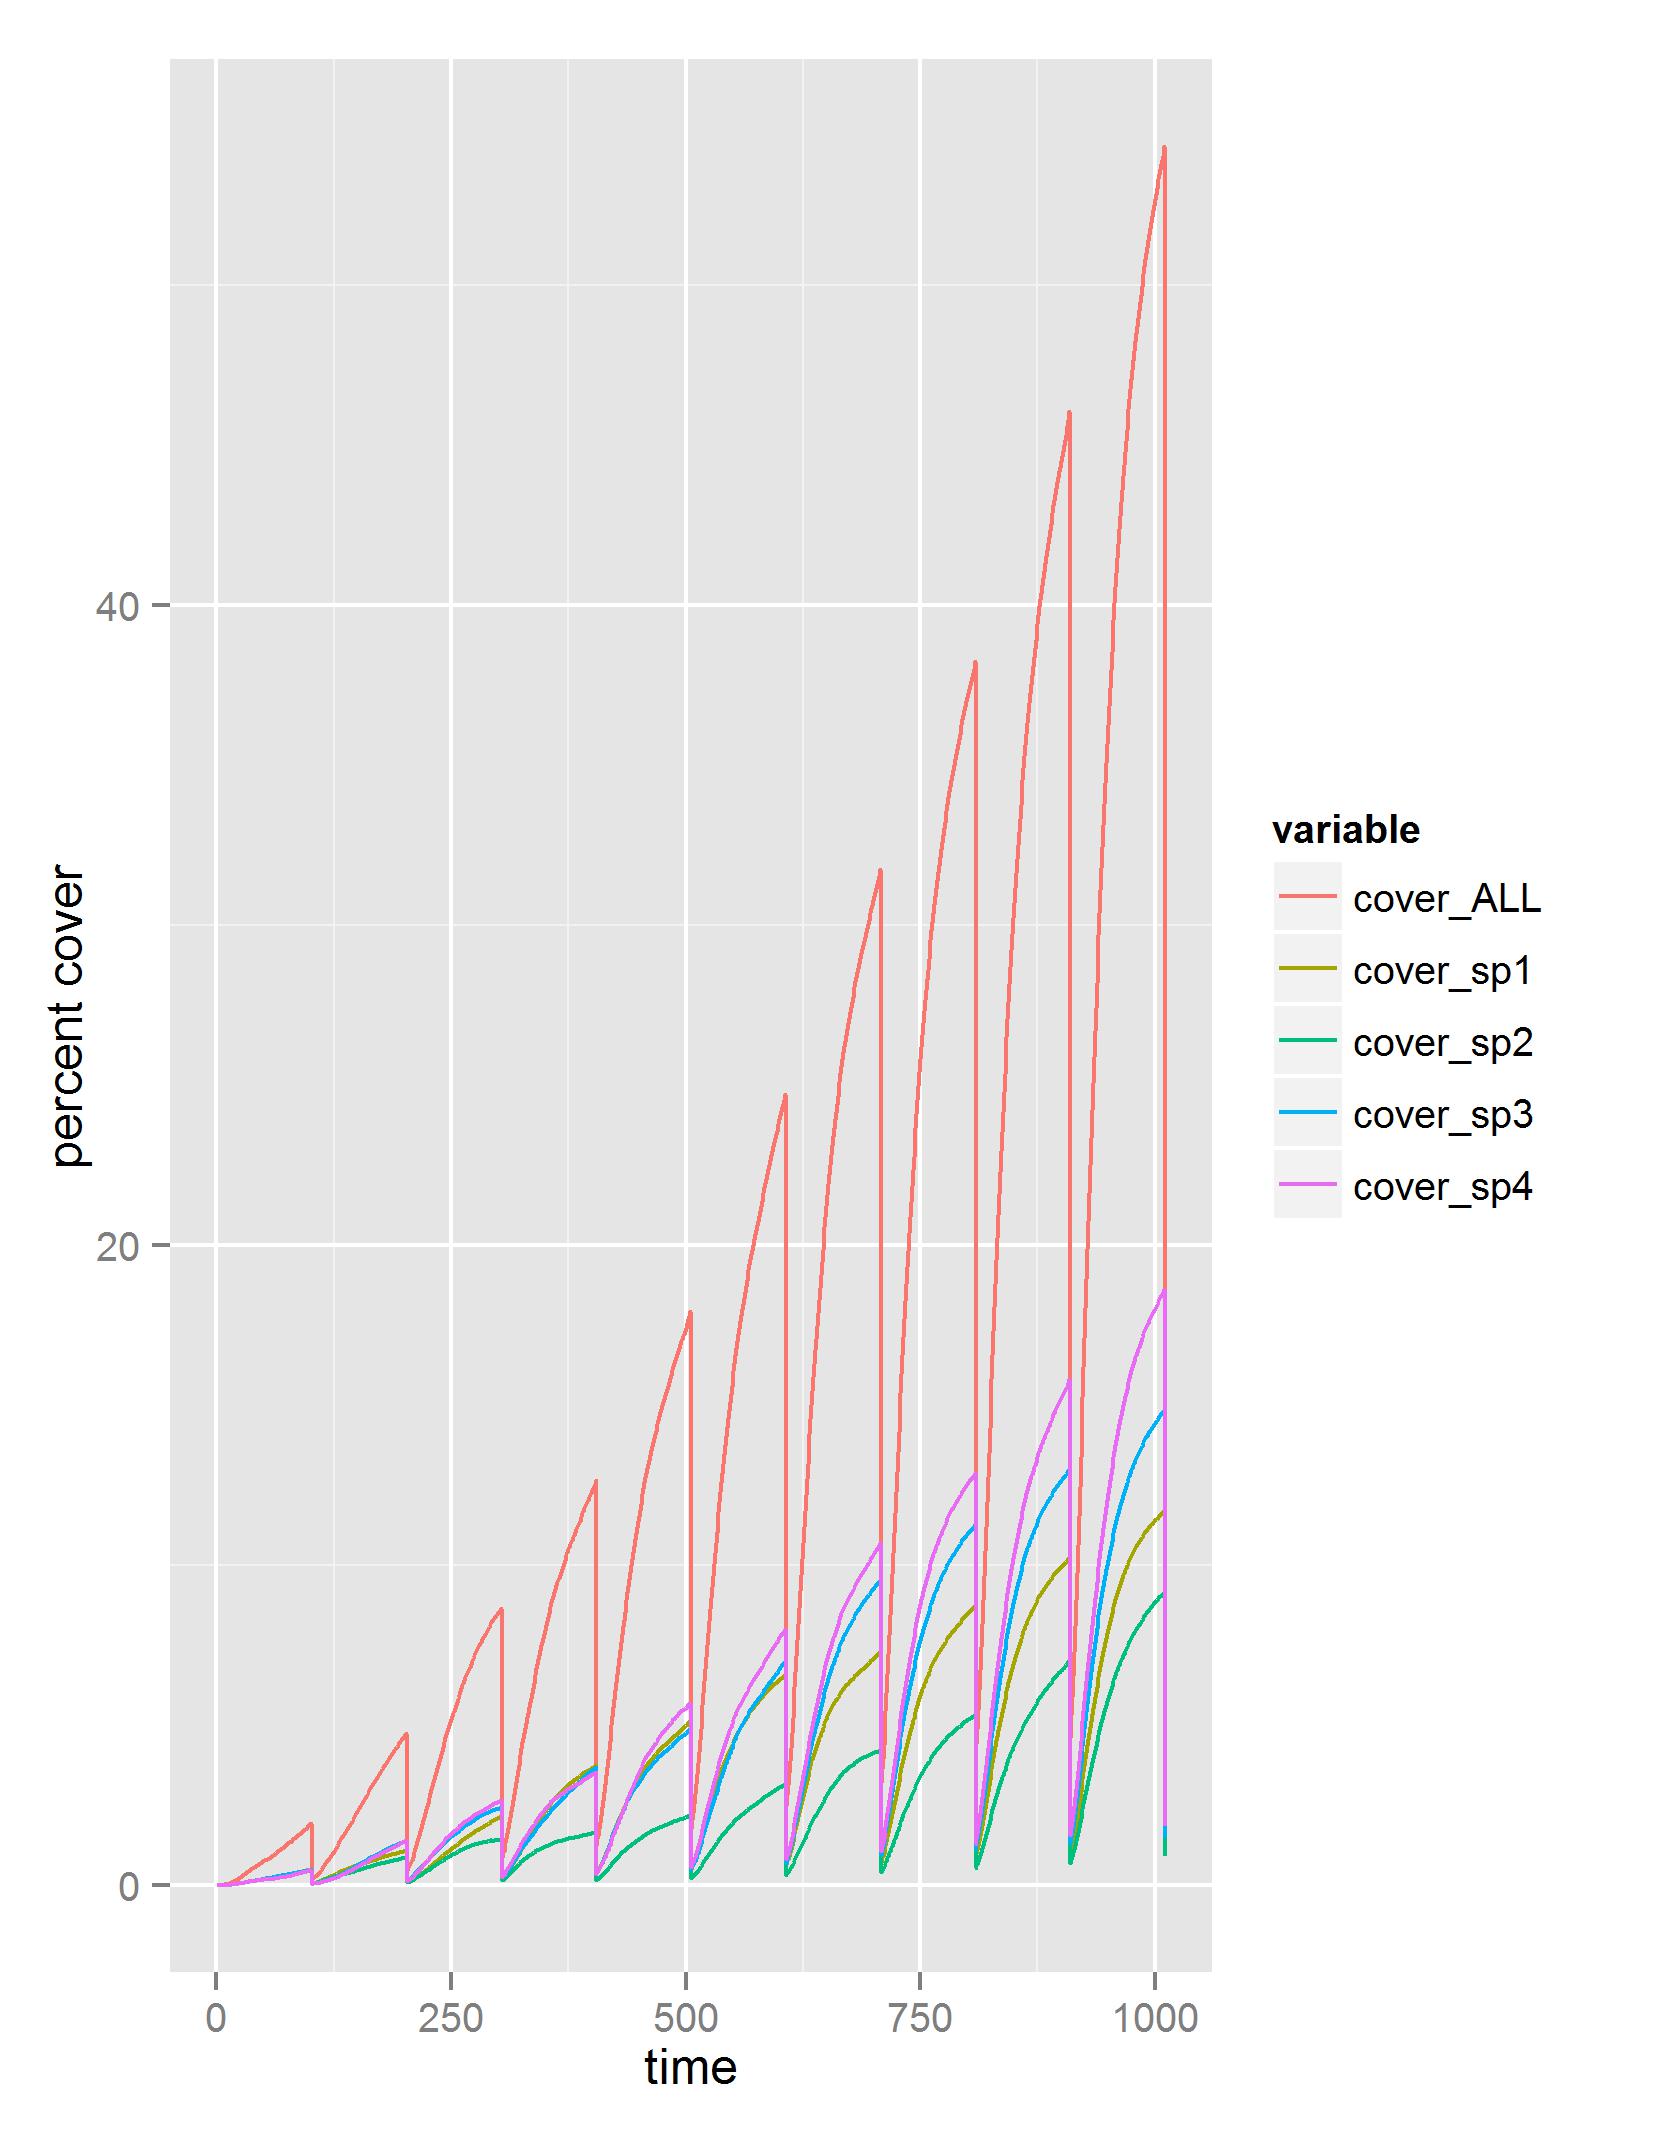 percent cover
40
20
0
0 250 500 750 1000
time
variable
cover_ALL
cover_sp1
cover_sp2
cover_sp3
cover_sp4